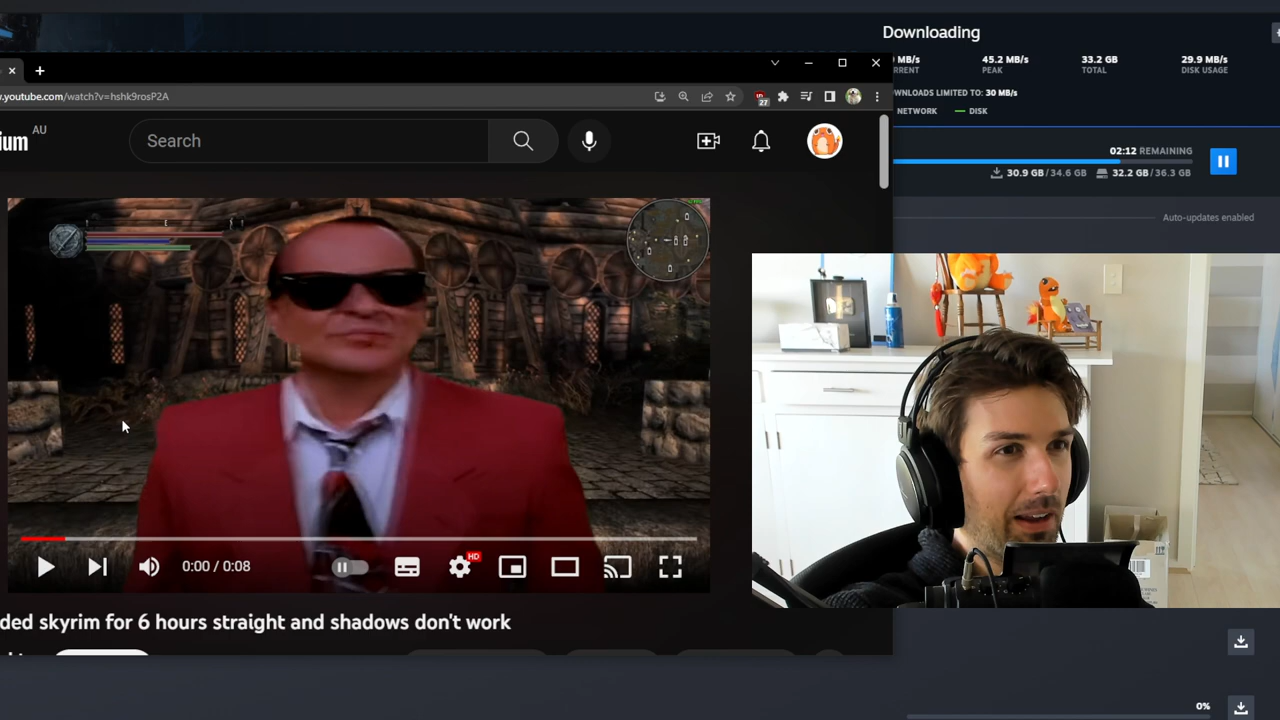 Downloading
MB/s 45.2 MB/s 33.2 GB 29.9 MB/s
RRENT PEAK TOTAL DISK USAGE
WNLOADS LIMITED TO: 30 MB/s
NETWORK DISK
.youtube.com/watch?v=hshk9rosP2A
27
ium AU
Search
02:12 REMAINING
30.9 GB/34.6 GB 32.2 GB/36.3 GB
Auto-updates enabled
E
HD
0:00 / 0:08
ded skyrim for 6 hours straight and shadows don't work
0%